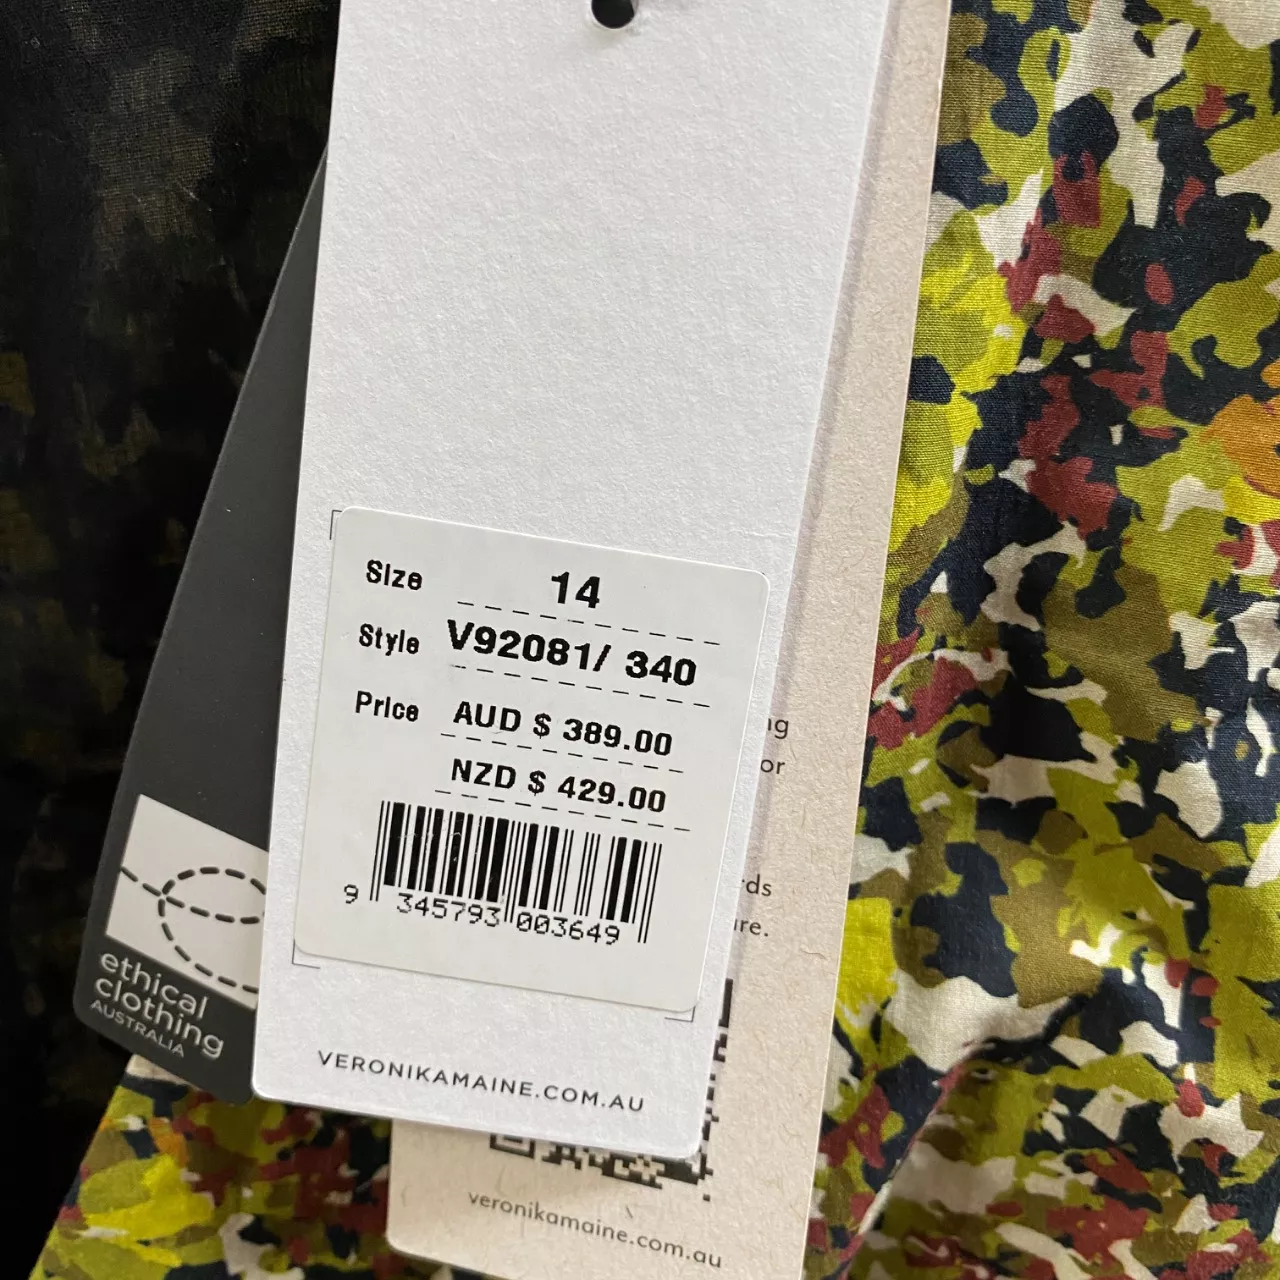 Size 14
Style V92081/ 340
Price AUD $ 389.00
NZD $ 429.00
9 345793 003649
VERONIKAMAINE.COM.AU
ethical
clothing
AUSTRALIA
veronikamaine.com.au